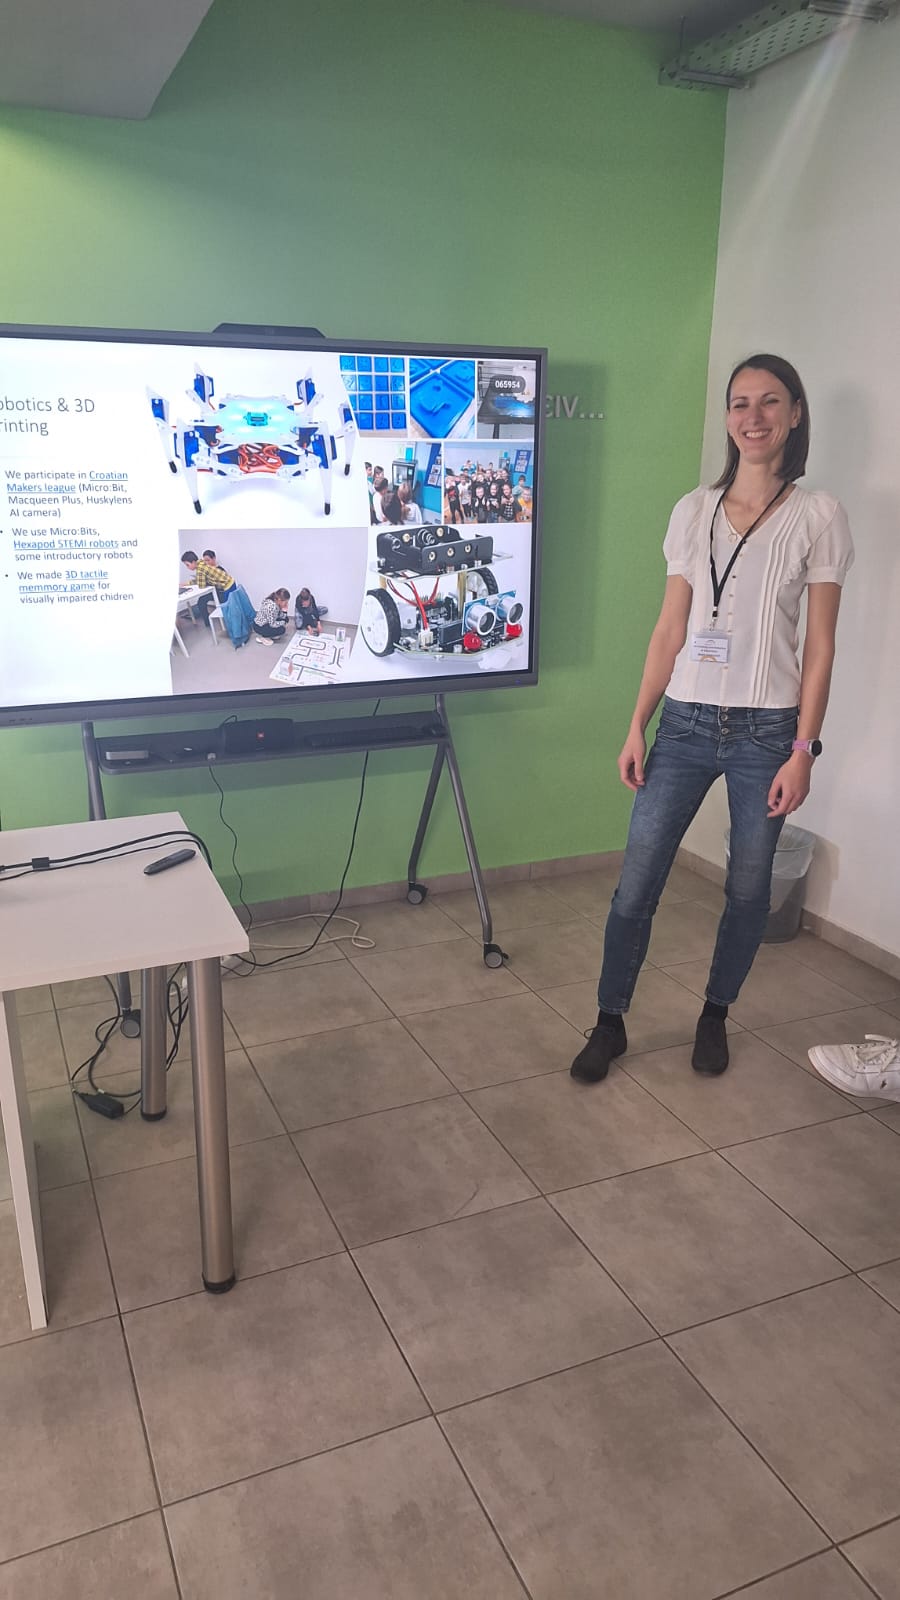 obotics & 3D
rinting
We participate in Croatian
Makers league (Micro:Bit,
Macqueen Plus, Huskylens
AI camera)
• We use Micro:Bits,
Hexapod STEMI robots and
some introductory robots
• We made 3D tactile
memmory game for
visually impaired chidren
065954
JBL